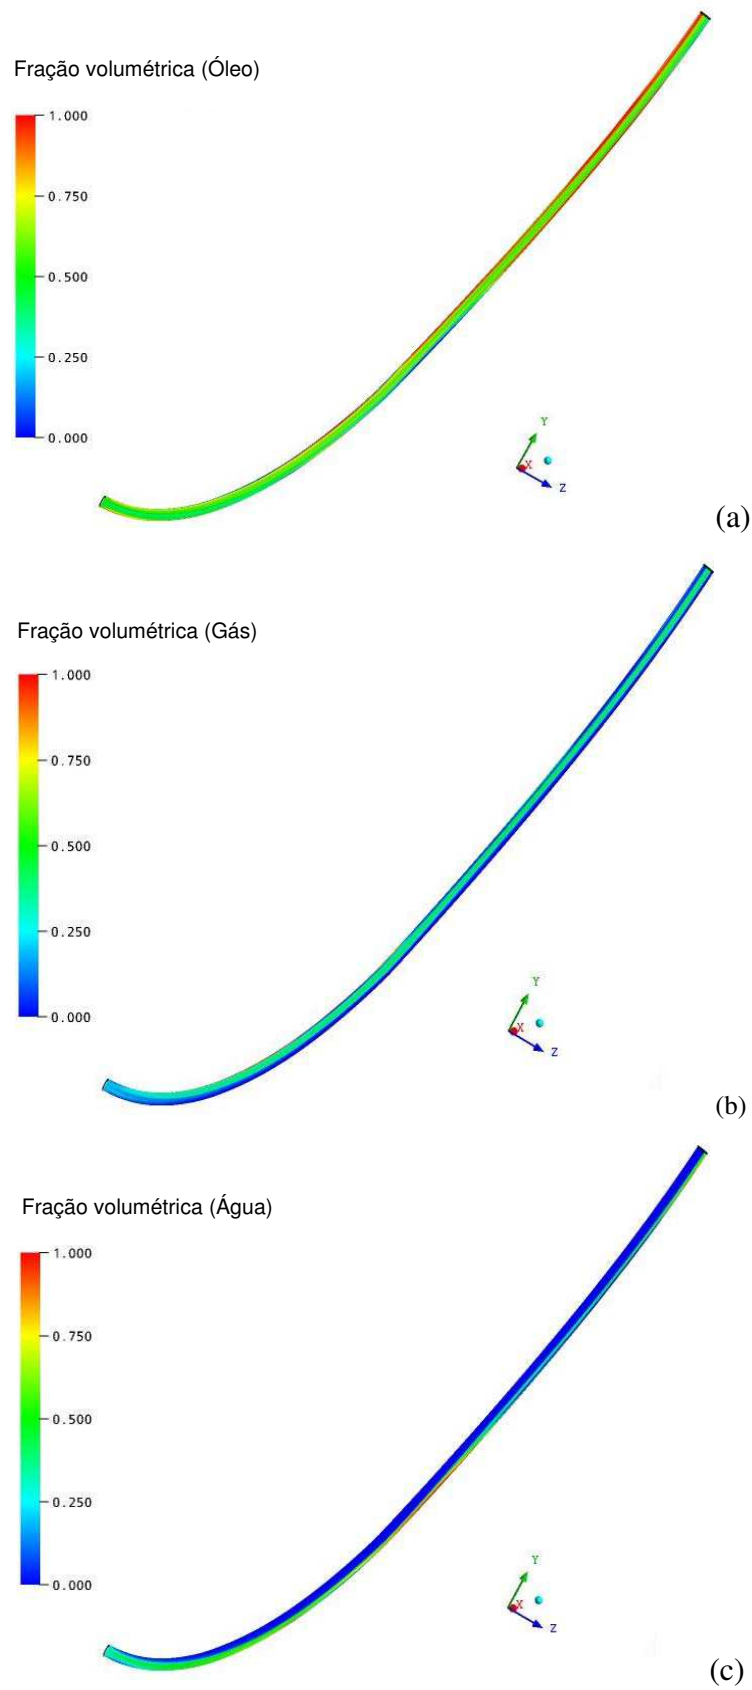 Fração volumétrica (Óleo)
1.000
0.750
0.500
0.250
0.000
Y
X
Z
(a)
Fração volumétrica (Gás)
1.000
0.750
0.500
0.250
0.000
Y
X
Z
(b)
Fração volumétrica (Água)
1.000
0.750
0.500
0.250
0.000
Y
X
Z
(c)